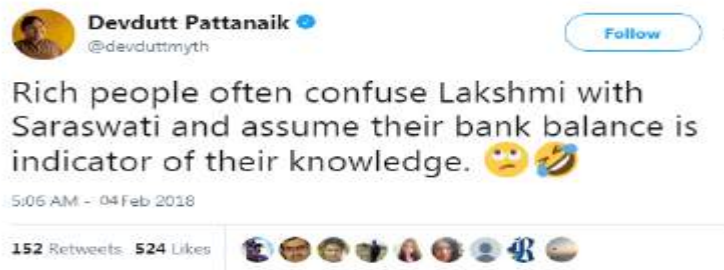 Devdutt Pattanaik
@devduttmyth
Follow
Rich people often confuse Lakshmi with
Saraswati and assume their bank balance is
indicator of their knowledge. 🙄🤣
5:06 AM - 04 Feb 2018
152 Retweets 524 Likes